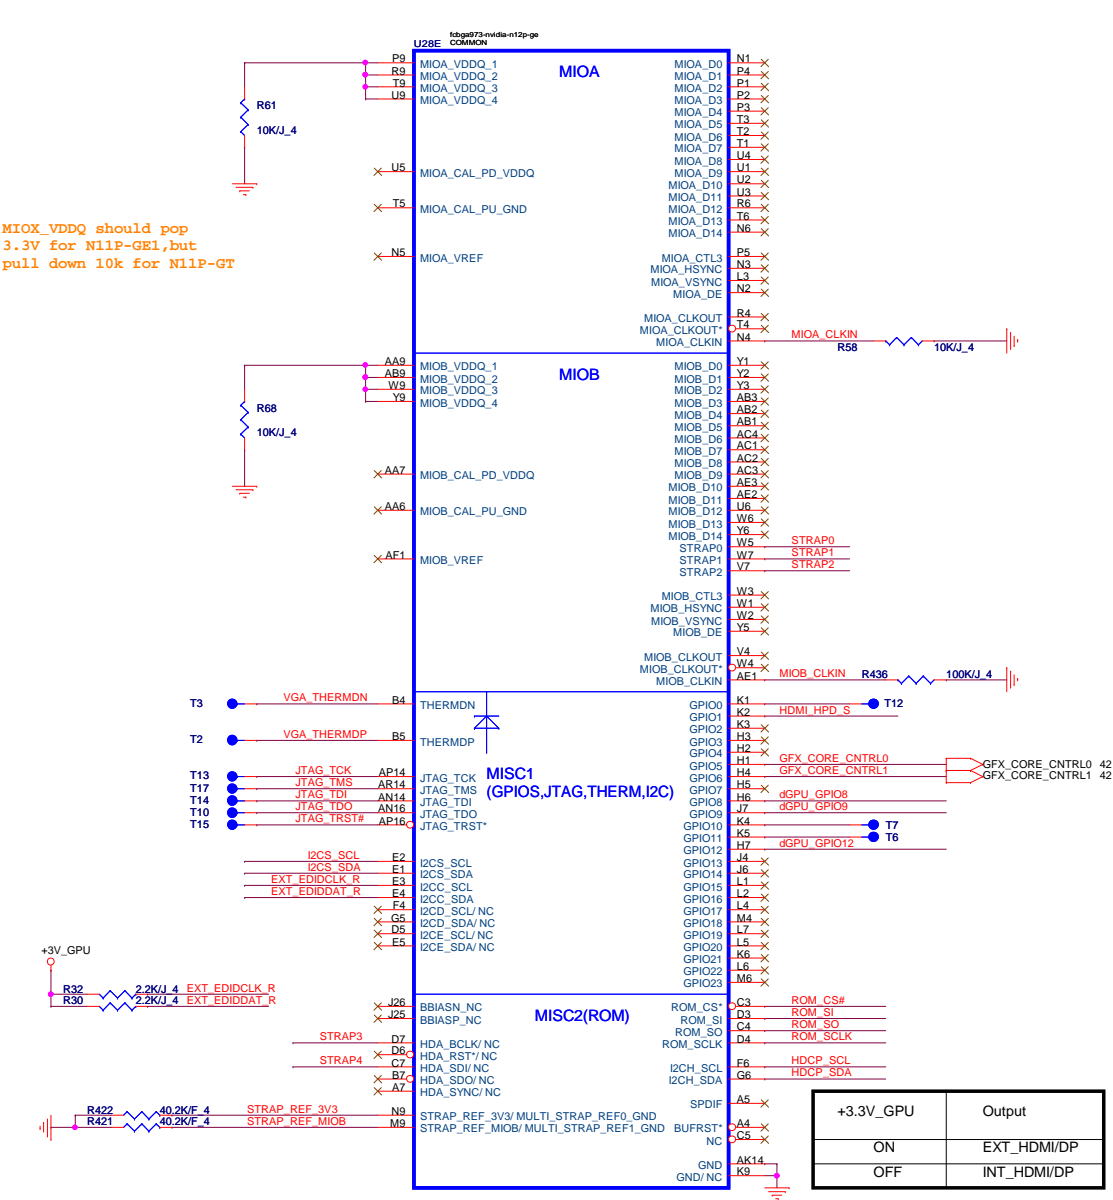 fcbga973-nvidia-n12p-ge
U28E COMMON
MIOA
P9 MIOA_VDDQ_1
R9 MIOA_VDDQ_2
T9 MIOA_VDDQ_3
U9 MIOA_VDDQ_4
R61
10K/J_4
U5 MIOA_CAL_PD_VDDQ
T5 MIOA_CAL_PU_GND
N5 MIOA_VREF
MIOX_VDDQ should pop
3.3V for N11P-GE1,but
pull down 10k for N11P-GT
MIOA_D0 N1
MIOA_D1 P4
MIOA_D2 P1
MIOA_D3 P2
MIOA_D4 P3
MIOA_D5 T3
MIOA_D6 T2
MIOA_D7 T1
MIOA_D8 U4
MIOA_D9 U1
MIOA_D10 U2
MIOA_D11 U3
MIOA_D12 R6
MIOA_D13 T6
MIOA_D14 N6
MIOA_CTL3 P5
MIOA_HSYNC N3
MIOA_VSYNC L3
MIOA_DE N2
MIOA_CLKOUT R4
MIOA_CLKOUT* T4
MIOA_CLKIN N4 MIOA_CLKIN R58 10K/J_4
MIOB
AA9 MIOB_VDDQ_1
AB9 MIOB_VDDQ_2
W9 MIOB_VDDQ_3
Y9 MIOB_VDDQ_4
R68
10K/J_4
AA7 MIOB_CAL_PD_VDDQ
AA6 MIOB_CAL_PU_GND
AF1 MIOB_VREF
MIOB_D0 Y1
MIOB_D1 Y2
MIOB_D2 Y3
MIOB_D3 AB3
MIOB_D4 AB2
MIOB_D5 AB1
MIOB_D6 AC4
MIOB_D7 AC1
MIOB_D8 AC2
MIOB_D9 AC3
MIOB_D10 AE3
MIOB_D11 AE2
MIOB_D12 U6
MIOB_D13 W6
MIOB_D14 Y6
STRAP0 W5 STRAP0
STRAP1 W7 STRAP1
STRAP2 V7 STRAP2
MIOB_CTL3 W3
MIOB_HSYNC W1
MIOB_VSYNC W2
MIOB_DE Y5
MIOB_CLKOUT V4
MIOB_CLKOUT* W4
MIOB_CLKIN AE1 MIOB_CLKIN R436 100K/J_4
T3 VGA_THERMDN B4 THERMDN
T2 VGA_THERMDP B5 THERMDP
MISC1
(GPIOS,JTAG,THERM,I2C)
T13 JTAG_TCK AP14 JTAG_TCK
T17 JTAG_TMS AR14 JTAG_TMS
T14 JTAG_TDI AN14 JTAG_TDI
T10 JTAG_TDO AN16 JTAG_TDO
T15 JTAG_TRST# AP16 JTAG_TRST*
I2CS_SCL E2 I2CS_SCL
I2CS_SDA E1 I2CS_SDA
EXT_EDIDCLK_R E3 I2CC_SCL
EXT_EDIDDAT_R E4 I2CC_SDA
F4 I2CD_SCL/ NC
G5 I2CD_SDA/ NC
D5 I2CE_SCL/ NC
E5 I2CE_SDA/ NC
GPIO0 K1 T12
GPIO1 K2 HDMI_HPD_S
GPIO2 K3
GPIO3 H3
GPIO4 H2
GPIO5 H1 GFX_CORE_CNTRL0 GFX_CORE_CNTRL0 42
GPIO6 H4 GFX_CORE_CNTRL1 GFX_CORE_CNTRL1 42
GPIO7 H5
GPIO8 H6 dGPU_GPIO8
GPIO9 J7 dGPU_GPIO9
GPIO10 K4 T7
GPIO11 K5 T6
GPIO12 H7 dGPU_GPIO12
GPIO13 J4
GPIO14 J6
GPIO15 L1
GPIO16 L2
GPIO17 L4
GPIO18 M4
GPIO19 L7
GPIO20 L5
GPIO21 K6
GPIO22 L6
GPIO23 M6
+3V_GPU
R32 2.2K/J_4 EXT_EDIDCLK_R
R30 2.2K/J_4 EXT_EDIDDAT_R
MISC2(ROM)
J26 BBIASN_NC
J25 BBIASP_NC
STRAP3 D7 HDA_BCLK/ NC
D6 HDA_RST*/ NC
STRAP4 C7 HDA_SDI/ NC
B7 HDA_SDO/ NC
A7 HDA_SYNC/ NC
R422 40.2K/F_4 STRAP_REF_3V3 N9 STRAP_REF_3V3/ MULTI_STRAP_REF0_GND
R421 40.2K/F_4 STRAP_REF_MIOB M9 STRAP_REF_MIOB/ MULTI_STRAP_REF1_GND
ROM_CS* C3 ROM_CS#
ROM_SI D3 ROM_SI
ROM_SO C4 ROM_SO
ROM_SCLK D4 ROM_SCLK
I2CH_SCL F6 HDCP_SCL
I2CH_SDA G6 HDCP_SDA
SPDIF A5
BUFRST* A4
NC C5
GND AK14
GND/ NC K9
+3.3V_GPU Output
ON EXT_HDMI/DP
OFF INT_HDMI/DP